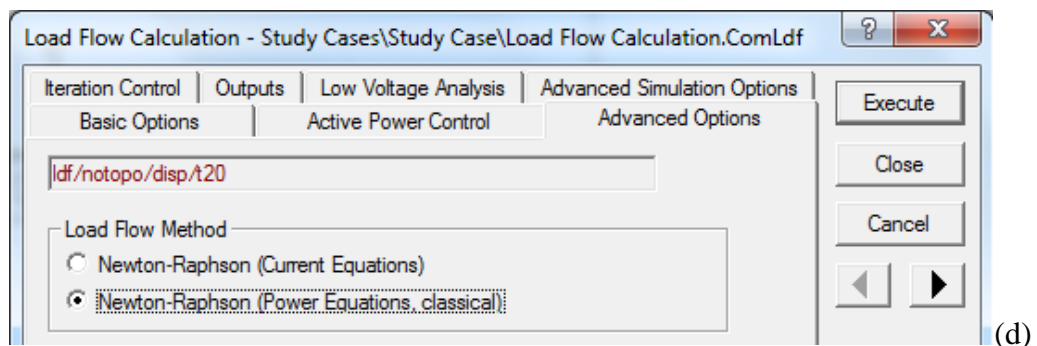 Load Flow Calculation - Study Cases\Study Case\Load Flow Calculation.ComLdf
?
X
Iteration Control
Outputs
Low Voltage Analysis
Advanced Simulation Options
Basic Options
Active Power Control
Advanced Options
Execute
ldf/notopo/disp/t20
Close
Load Flow Method
Cancel
Newton-Raphson (Current Equations)
Newton-Raphson (Power Equations, classical)
(d)